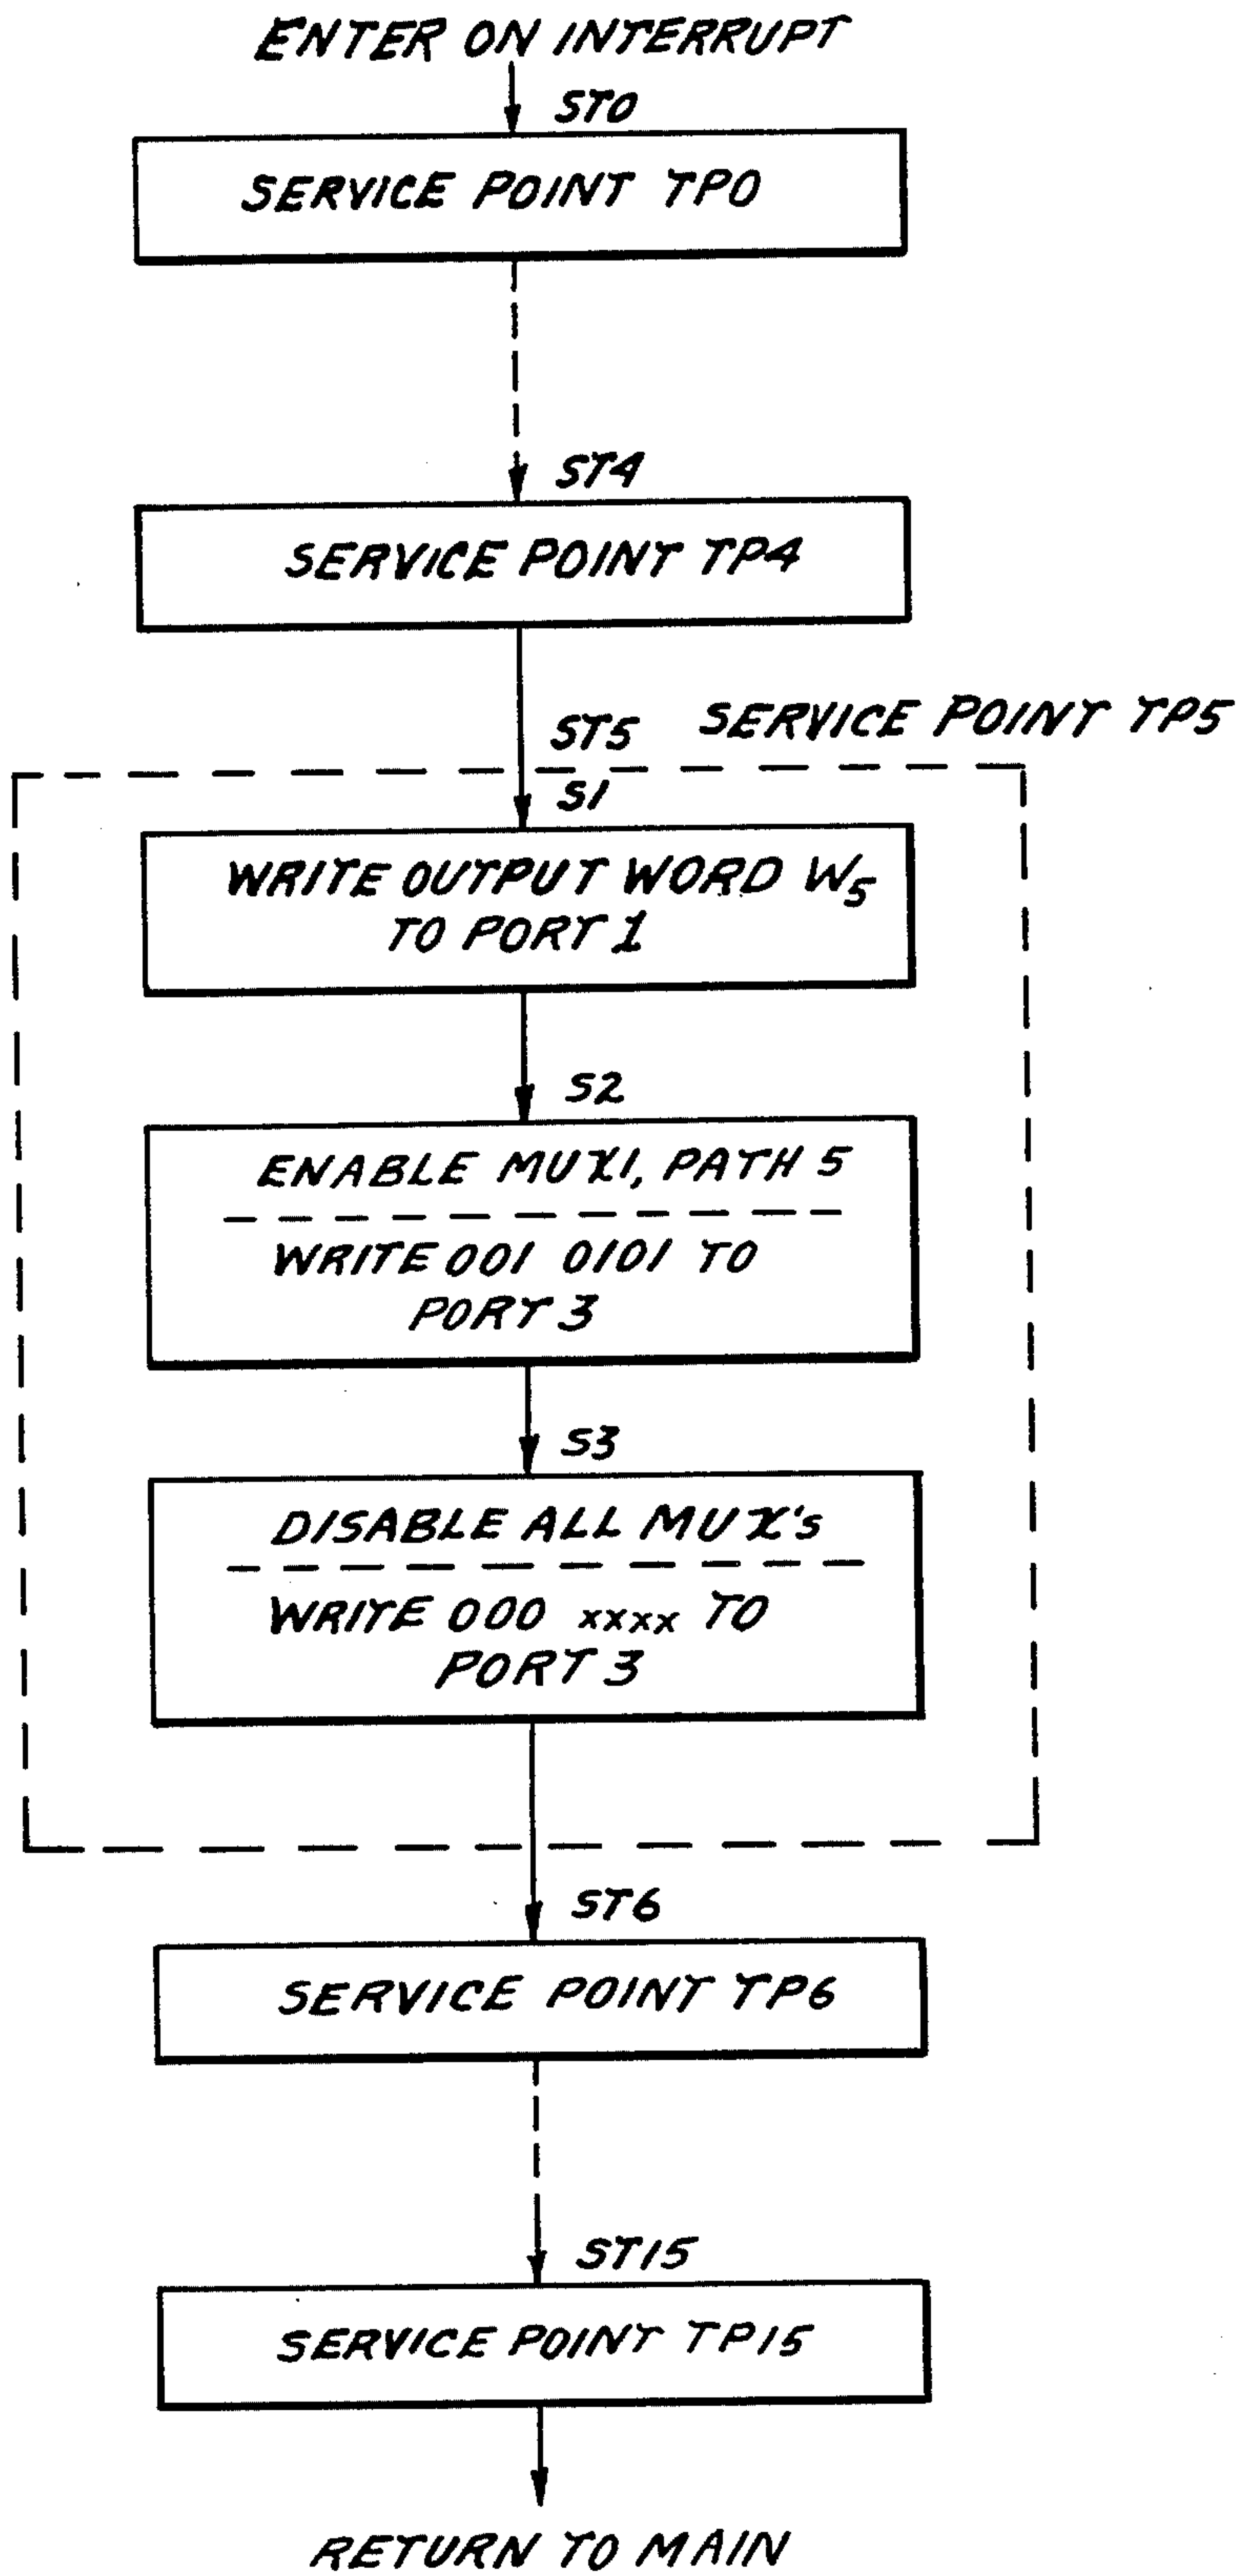 ENTER ON INTERRUPT
ST0
SERVICE POINT TP0
ST4
SERVICE POINT TP4
ST5 SERVICE POINT TP5
S1
WRITE OUTPUT WORD W5
TO PORT 1
S2
ENABLE MUX1, PATH 5
WRITE 001 0101 TO
PORT 3
S3
DISABLE ALL MUX's
WRITE 000 xxxx TO
PORT 3
ST6
SERVICE POINT TP6
ST15
SERVICE POINT TP15
RETURN TO MAIN